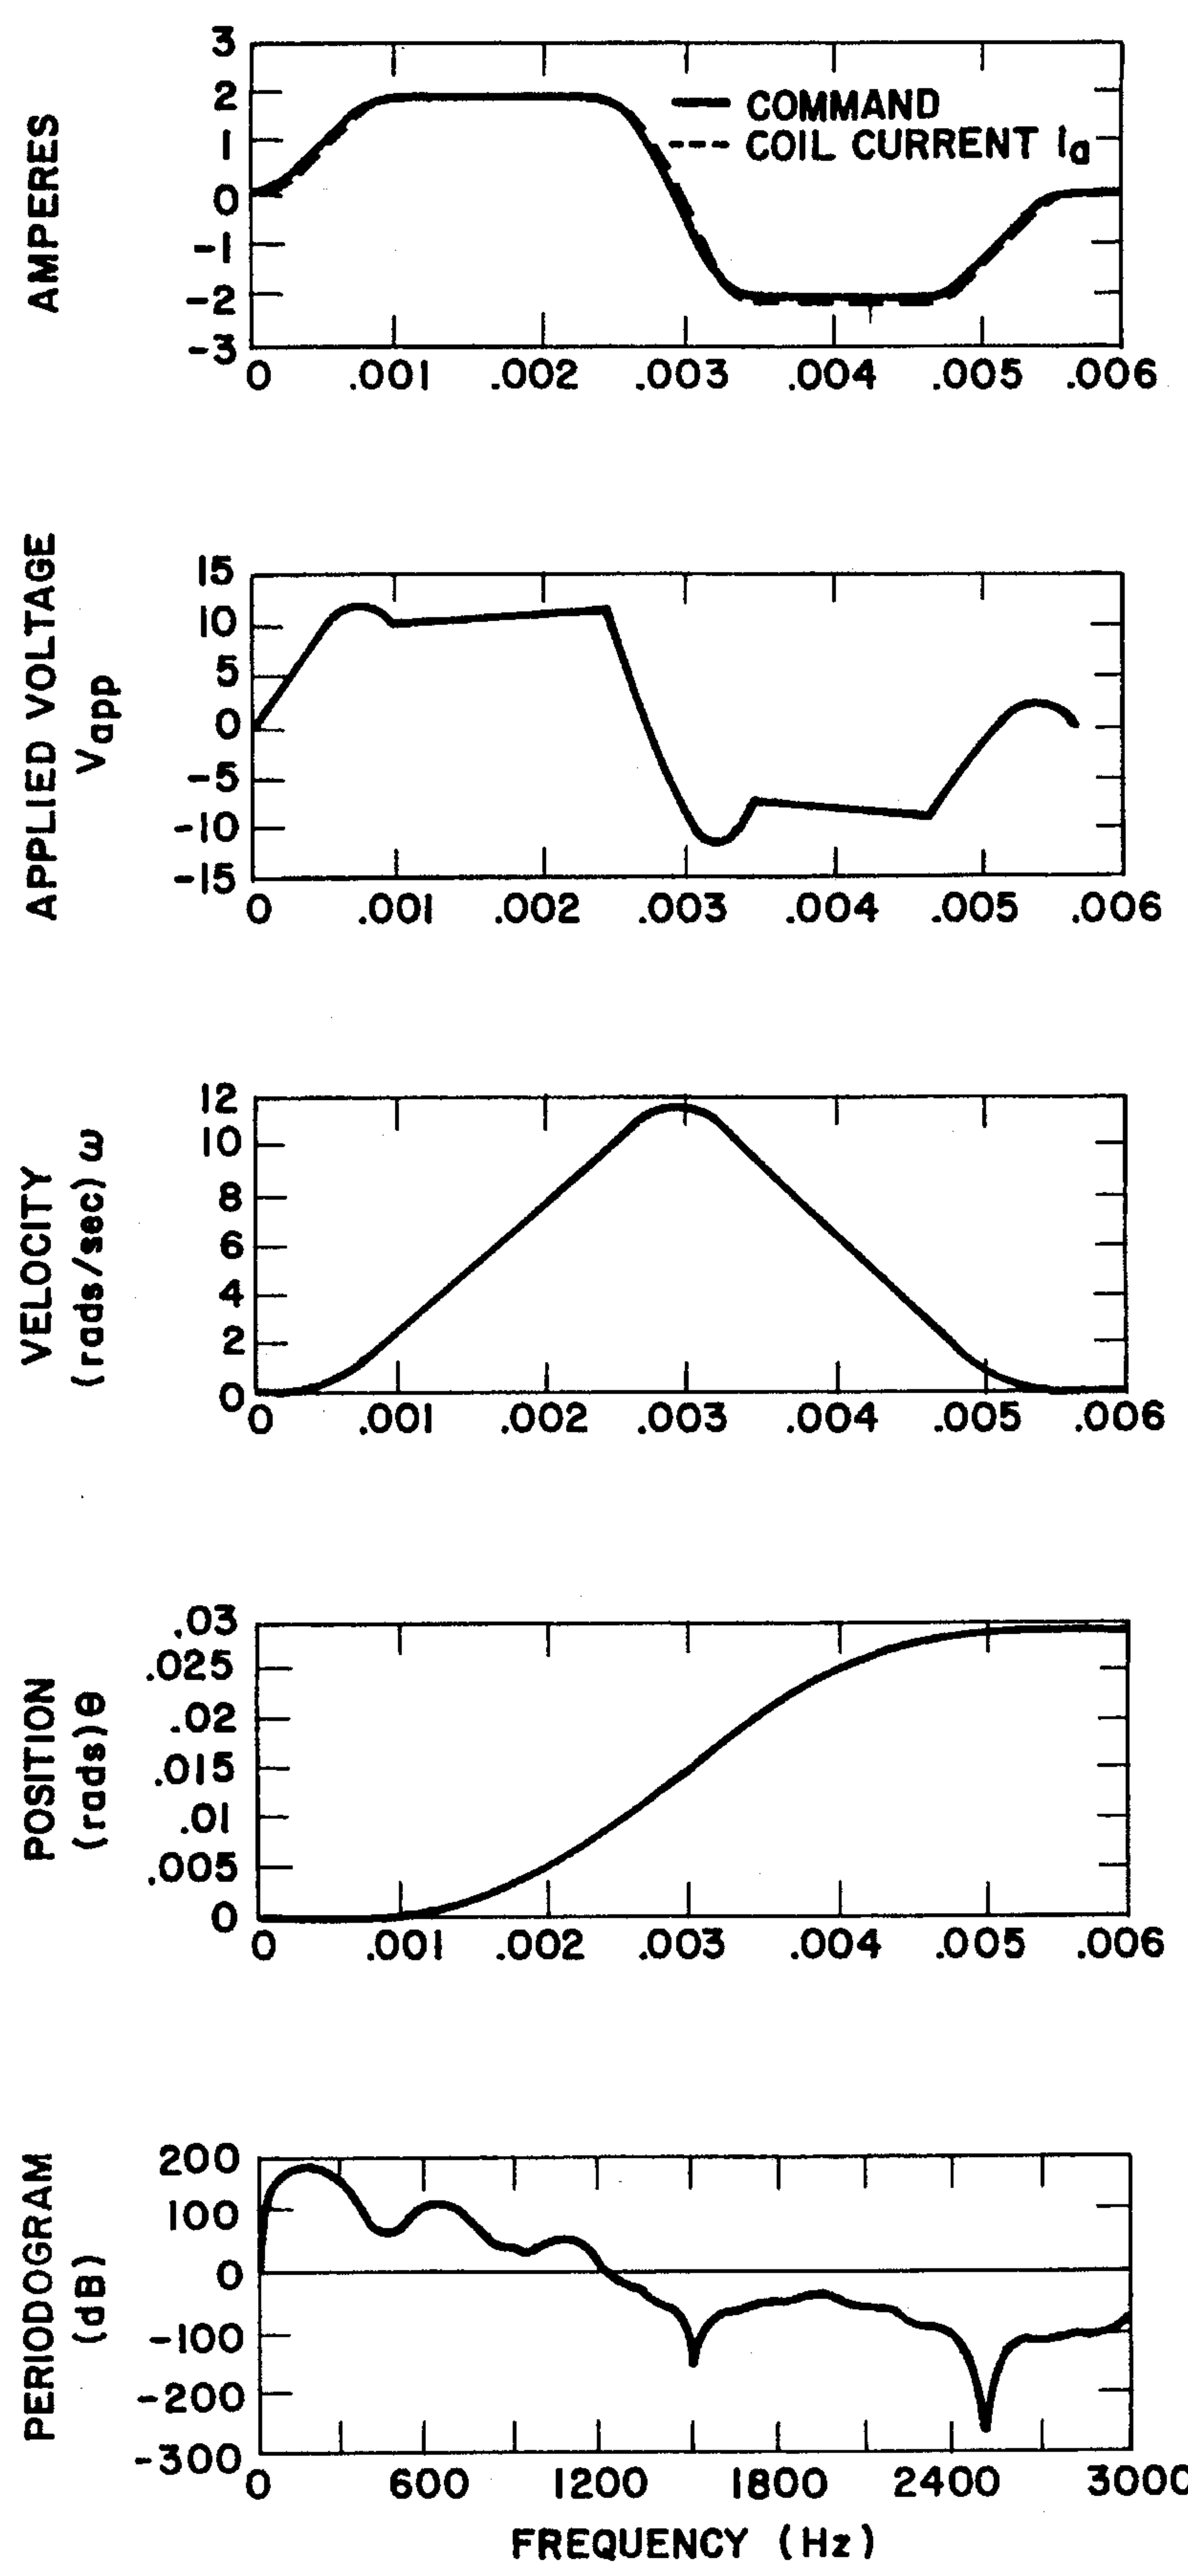 AMPERES
3
2
1
0
-1
-2
-3
COMMAND
COIL CURRENT Ia
0 .001 .002 .003 .004 .005 .006
APPLIED VOLTAGE
Vapp
15
10
5
0
-5
-10
-15
0 .001 .002 .003 .004 .005 .006
VELOCITY
(rads/sec) ω
12
10
8
6
4
2
0
0 .001 .002 .003 .004 .005 .006
POSITION
(rads) θ
.03
.025
.02
.015
.01
.005
0
0 .001 .002 .003 .004 .005 .006
PERIODOGRAM
(dB)
200
100
0
-100
-200
-300
0 600 1200 1800 2400 3000
FREQUENCY (Hz)